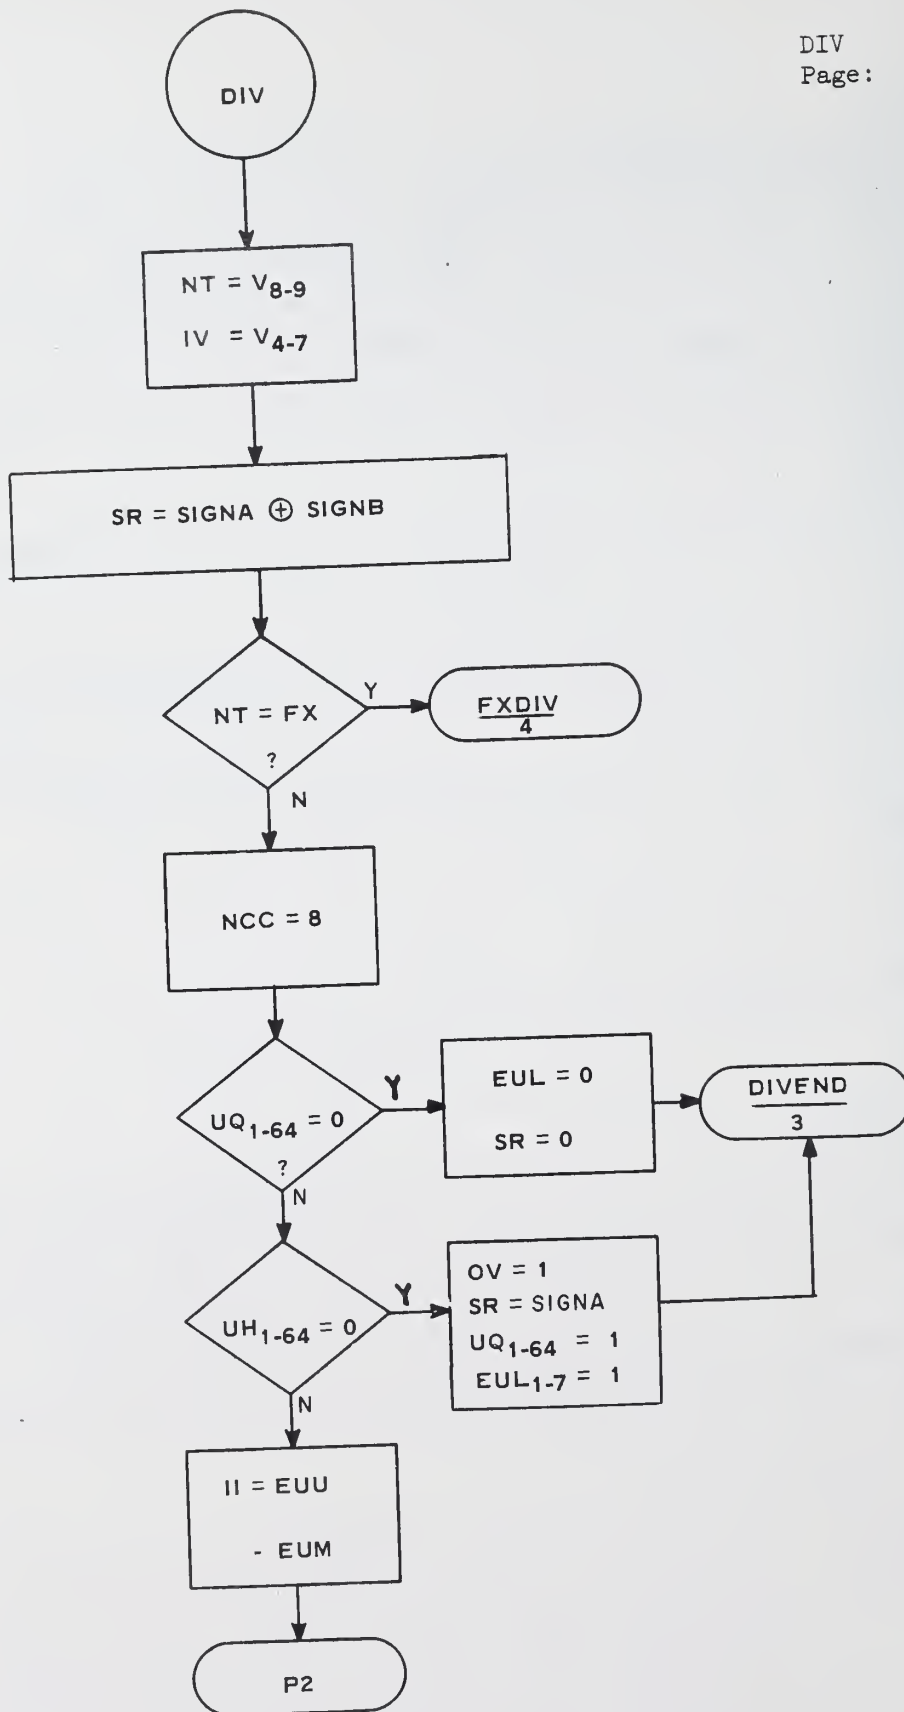 DIV
Page:
DIV
NT = V8-9
IV = V4-7
SR = SIGNA ⊕ SIGNB
NT = FX
?
Y
FXDIV
4
N
NCC = 8
UQ1-64 = 0
?
Y
EUL = 0
SR = 0
DIVEND
3
N
UH1-64 = 0
Y
OV = 1
SR = SIGNA
UQ1-64 = 1
EUL1-7 = 1
N
II = EUU
- EUM
P2